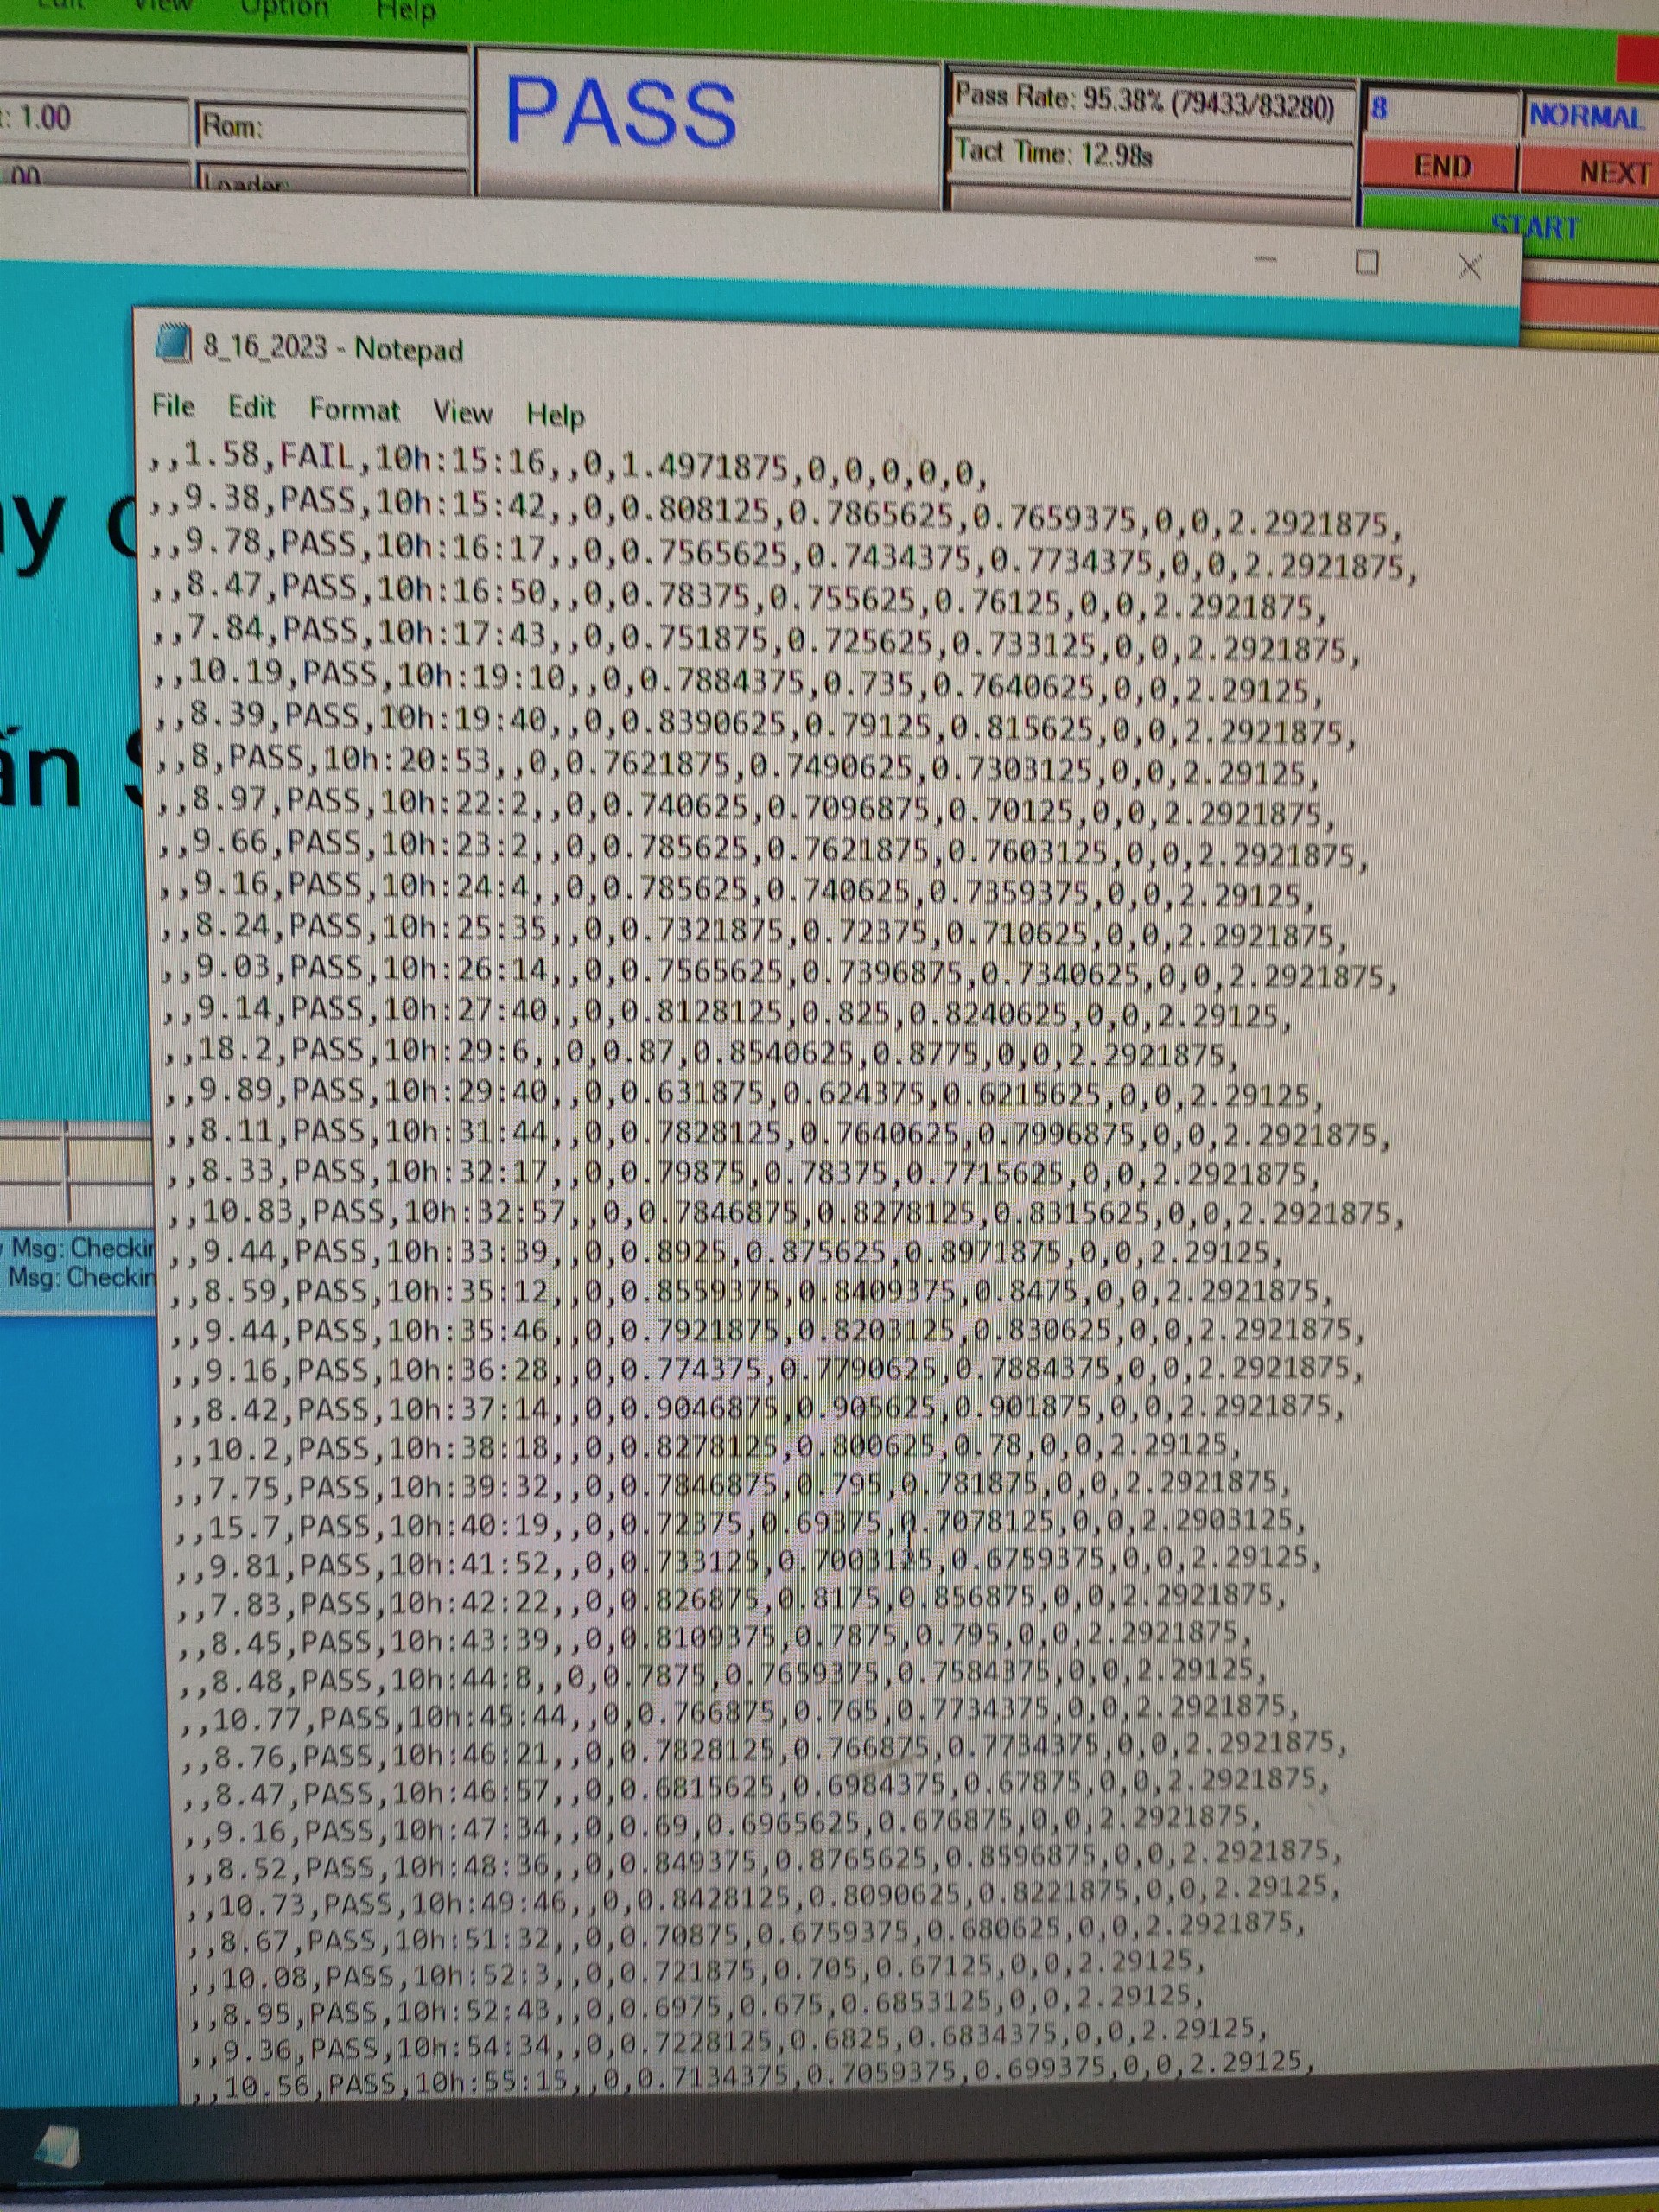 Edit View Option Help
: 1.00
Rom:
PASS
Pass Rate: 95.38% (79433/83280)
Tact Time: 12.98s
8
NORMAL
END
NEXT
START
.00
Loader:
8_16_2023 - Notepad
File Edit Format View Help
,,1.58,FAIL,10h:15:16,,0,1.4971875,0,0,0,0,0,
,,9.38,PASS,10h:15:42,,0,0.808125,0.7865625,0.7659375,0,0,2.2921875,
,,9.78,PASS,10h:16:17,,0,0.7565625,0.7434375,0.7734375,0,0,2.2921875,
,,8.47,PASS,10h:16:50,,0,0.78375,0.755625,0.76125,0,0,2.2921875,
,,7.84,PASS,10h:17:43,,0,0.751875,0.725625,0.733125,0,0,2.2921875,
,,10.19,PASS,10h:19:10,,0,0.7884375,0.735,0.7640625,0,0,2.29125,
,,8.39,PASS,10h:19:40,,0,0.8390625,0.79125,0.815625,0,0,2.2921875,
,,8,PASS,10h:20:53,,0,0.7621875,0.7490625,0.7303125,0,0,2.29125,
,,8.97,PASS,10h:22:2,,0,0.740625,0.7096875,0.70125,0,0,2.2921875,
,,9.66,PASS,10h:23:2,,0,0.785625,0.7621875,0.7603125,0,0,2.2921875,
,,9.16,PASS,10h:24:4,,0,0.785625,0.740625,0.7359375,0,0,2.29125,
,,8.24,PASS,10h:25:35,,0,0.7321875,0.72375,0.710625,0,0,2.2921875,
,,9.03,PASS,10h:26:14,,0,0.7565625,0.7396875,0.7340625,0,0,2.2921875,
,,9.14,PASS,10h:27:40,,0,0.8128125,0.825,0.8240625,0,0,2.29125,
,,18.2,PASS,10h:29:6,,0,0.87,0.8540625,0.8775,0,0,2.2921875,
,,9.89,PASS,10h:29:40,,0,0.631875,0.624375,0.6215625,0,0,2.29125,
,,8.11,PASS,10h:31:44,,0,0.7828125,0.7640625,0.7996875,0,0,2.2921875,
,,8.33,PASS,10h:32:17,,0,0.79875,0.78375,0.7715625,0,0,2.2921875,
,,10.83,PASS,10h:32:57,,0,0.7846875,0.8278125,0.8315625,0,0,2.2921875,
,,9.44,PASS,10h:33:39,,0,0.8925,0.875625,0.8971875,0,0,2.29125,
,,8.59,PASS,10h:35:12,,0,0.8559375,0.8409375,0.8475,0,0,2.2921875,
,,9.44,PASS,10h:35:46,,0,0.7921875,0.8203125,0.830625,0,0,2.2921875,
,,9.16,PASS,10h:36:28,,0,0.774375,0.7790625,0.7884375,0,0,2.2921875,
,,8.42,PASS,10h:37:14,,0,0.9046875,0.905625,0.901875,0,0,2.2921875,
,,10.2,PASS,10h:38:18,,0,0.8278125,0.800625,0.78,0,0,2.29125,
,,7.75,PASS,10h:39:32,,0,0.7846875,0.795,0.781875,0,0,2.2921875,
,,15.7,PASS,10h:40:19,,0,0.72375,0.69375,0.7078125,0,0,2.2903125,
,,9.81,PASS,10h:41:52,,0,0.733125,0.7003125,0.6759375,0,0,2.29125,
,,7.83,PASS,10h:42:22,,0,0.826875,0.8175,0.856875,0,0,2.2921875,
,,8.45,PASS,10h:43:39,,0,0.8109375,0.7875,0.795,0,0,2.2921875,
,,8.48,PASS,10h:44:8,,0,0.7875,0.7659375,0.7584375,0,0,2.29125,
,,10.77,PASS,10h:45:44,,0,0.766875,0.765,0.7734375,0,0,2.2921875,
,,8.76,PASS,10h:46:21,,0,0.7828125,0.766875,0.7734375,0,0,2.2921875,
,,8.47,PASS,10h:46:57,,0,0.6815625,0.6984375,0.67875,0,0,2.2921875,
,,9.16,PASS,10h:47:34,,0,0.69,0.6965625,0.676875,0,0,2.2921875,
,,8.52,PASS,10h:48:36,,0,0.849375,0.8765625,0.8596875,0,0,2.2921875,
,,10.73,PASS,10h:49:46,,0,0.8428125,0.8090625,0.8221875,0,0,2.29125,
,,8.67,PASS,10h:51:32,,0,0.70875,0.6759375,0.680625,0,0,2.2921875,
,,10.08,PASS,10h:52:3,,0,0.721875,0.705,0.67125,0,0,2.29125,
,,8.95,PASS,10h:52:43,,0,0.6975,0.675,0.6853125,0,0,2.29125,
,,9.36,PASS,10h:54:34,,0,0.7228125,0.6825,0.6834375,0,0,2.29125,
,,10.56,PASS,10h:55:15,,0,0.7134375,0.7059375,0.699375,0,0,2.29125,
Msg: Checkin
Msg: Checkin